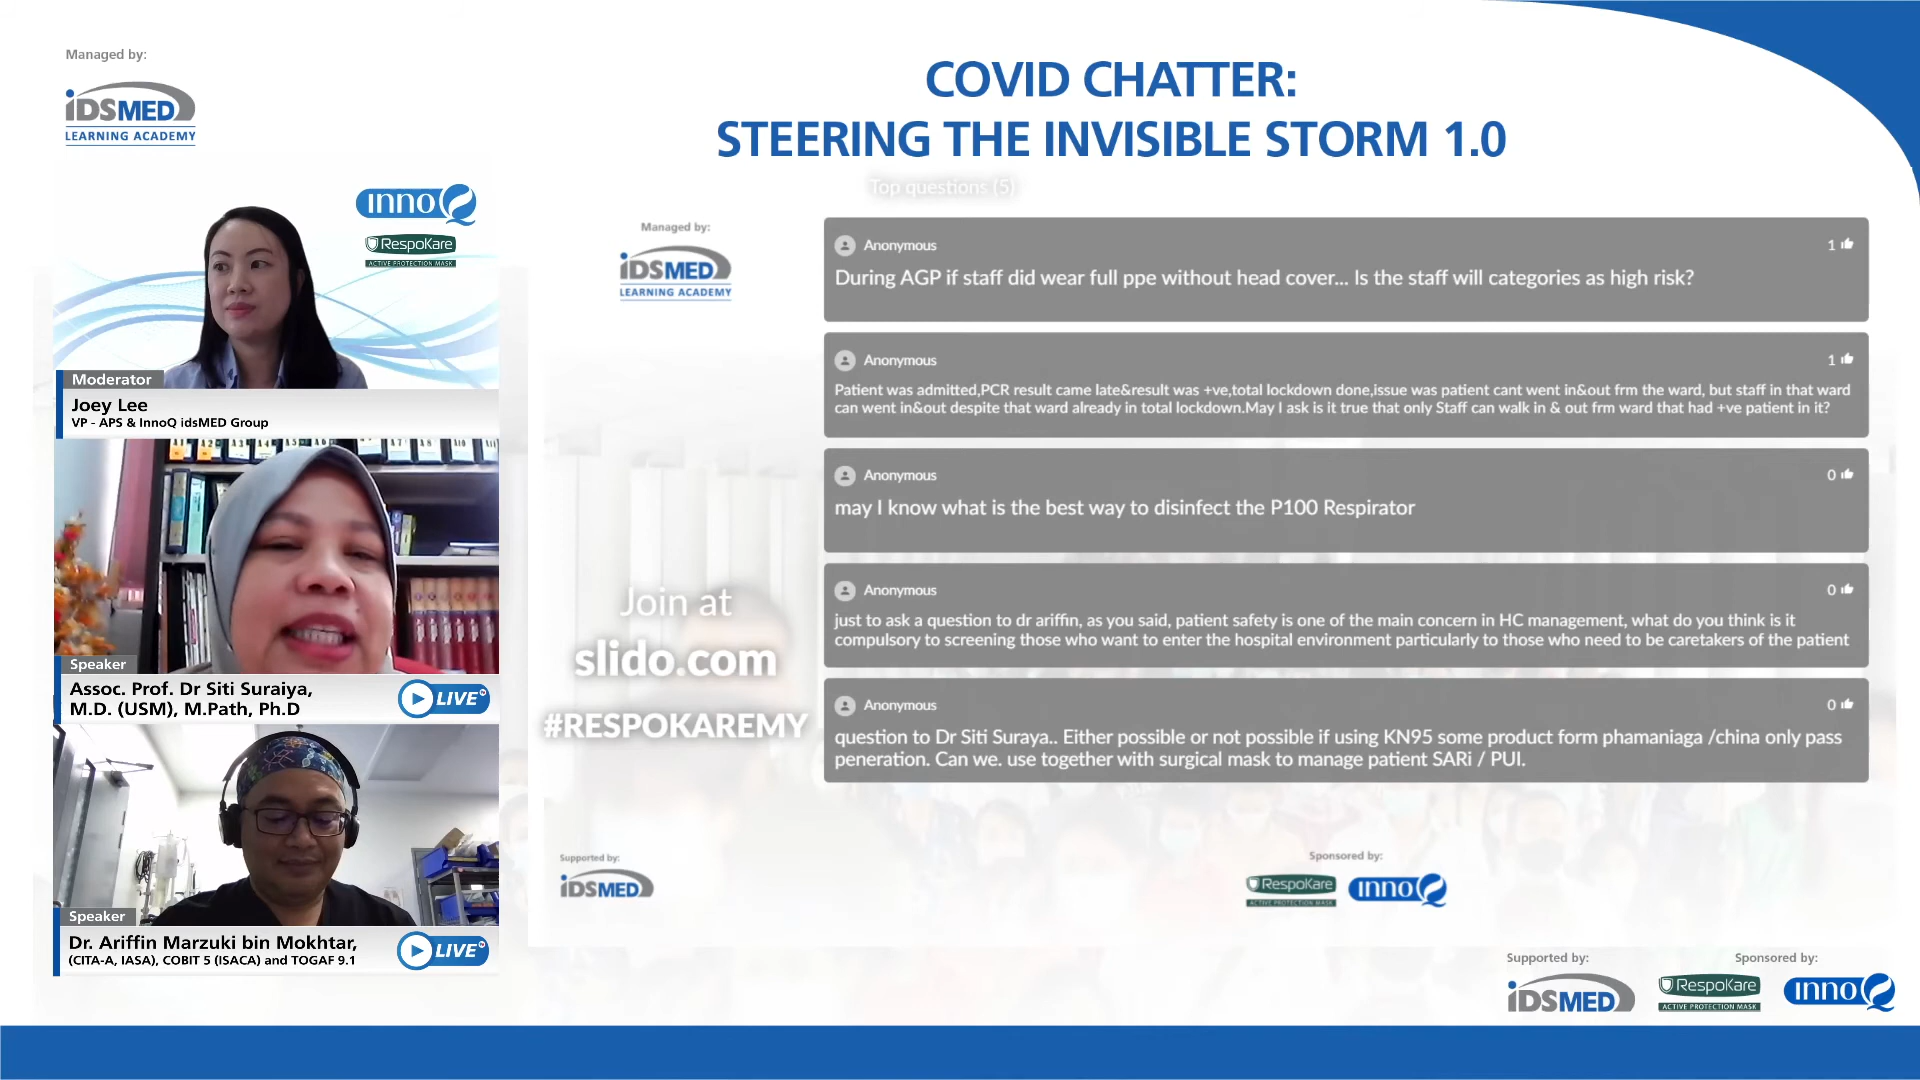 Managed by:
iDSMED
LEARNING ACADEMY
COVID CHATTER:
STEERING THE INVISIBLE STORM 1.0
inno
RespoKare
ACTIVE PROTECTION MASK
Moderator
Joey Lee
VP - APS & InnoQ idsMED Group
Speaker
Assoc. Prof. Dr Siti Suraiya,
M.D. (USM), M.Path, Ph.D
LIVE
Speaker
Dr. Ariffin Marzuki bin Mokhtar,
(CITA-A, IASA), COBIT 5 (ISACA) and TOGAF 9.1
LIVE
Top questions (5)
Managed by:
iDSMED
LEARNING ACADEMY
Join at
slido.com
#RESPOKAREMY
Anonymous
1
During AGP if staff did wear full ppe without head cover... Is the staff will categories as high risk?
Anonymous
1
Patient was admitted,PCR result came late&result was +ve,total lockdown done,issue was patient cant went in&out frm the ward, but staff in that ward
can went in&out despite that ward already in total lockdown.May I ask is it true that only Staff can walk in & out frm ward that had +ve patient in it?
Anonymous
0
may I know what is the best way to disinfect the P100 Respirator
Anonymous
0
just to ask a question to dr ariffin, as you said, patient safety is one of the main concern in HC management, what do you think is it
compulsory to screening those who want to enter the hospital environment particularly to those who need to be caretakers of the patient
Anonymous
0
question to Dr Siti Suraya.. Either possible or not possible if using KN95 some product form phamaniaga /china only pass
peneration. Can we. use together with surgical mask to manage patient SARi / PUI.
Supported by:
iDSMED
Sponsored by:
RespoKare
ACTIVE PROTECTION MASK
inno
Supported by:
iDSMED
Sponsored by:
RespoKare
ACTIVE PROTECTION MASK
inno